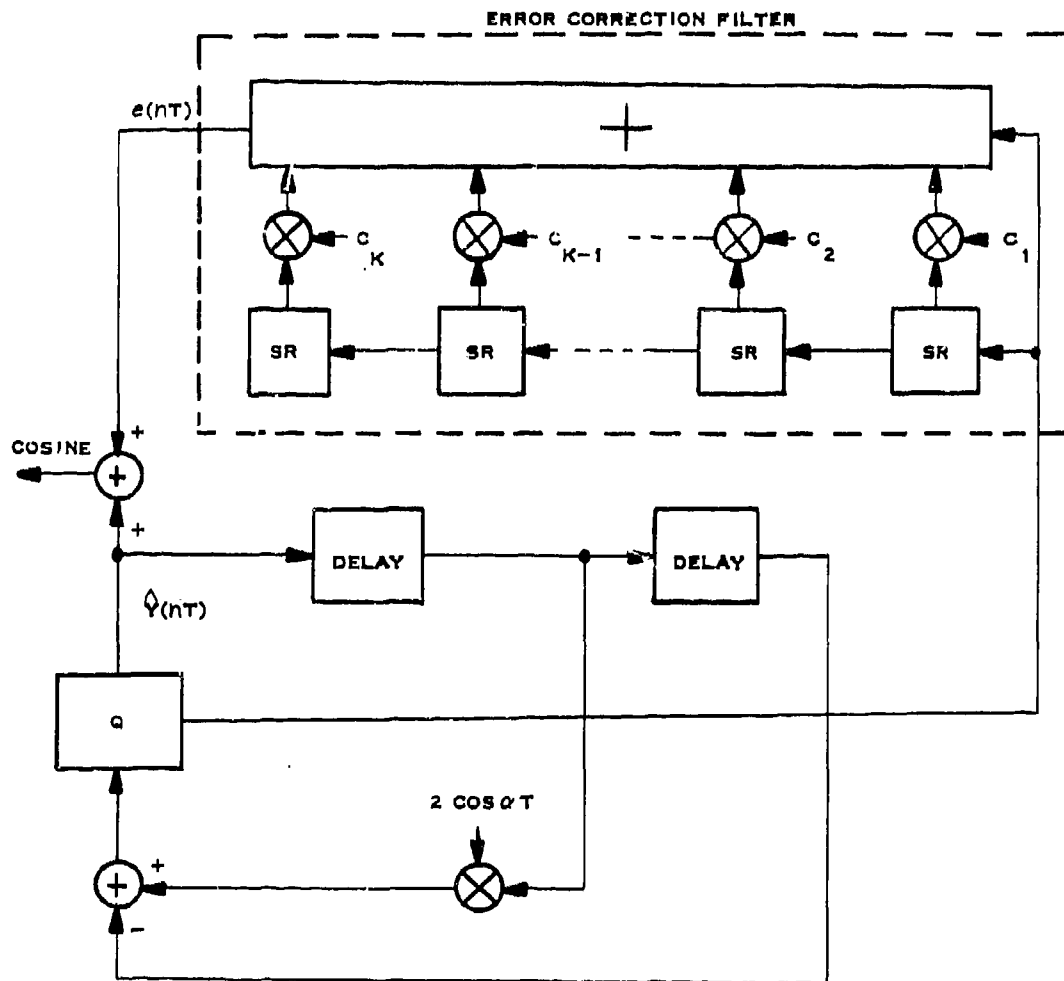 ERROR CORRECTION FILTER
e(nT)
+
C K
C K-1
C 2
C 1
SR
SR
SR
SR
+
COSINE
+
+
DELAY
DELAY
Ŷ(nT)
Q
2 COS α T
+
+
-